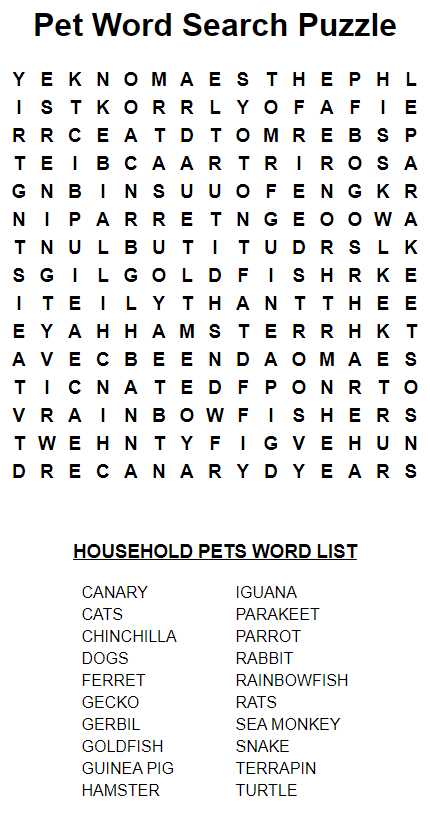 Pet Word Search Puzzle
Y E K N O M A E S T H E P H L
I S T K O R R L Y O F A F I E
R R C E A T D T O M R E B S P
T E I B C A A R T R I R O S A
G N B I N S U U O F E N G K R
N I P A R R E T N G E O O W A
T N U L B U T I T U D R S L K
S G I L G O L D F I S H R K E
I T E I L Y T H A N T T H E E
E Y A H H A M S T E R R H K T
A V E C B E E N D A O M A E S
T I C N A T E D F P O N R T O
V R A I N B O W F I S H E R S
T W E H N T Y F I G V E H U N
D R E C A N A R Y D Y E A R S
HOUSEHOLD PETS WORD LIST
CANARY IGUANA
CATS PARAKEET
CHINCHILLA PARROT
DOGS RABBIT
FERRET RAINBOWFISH
GECKO RATS
GERBIL SEA MONKEY
GOLDFISH SNAKE
GUINEA PIG TERRAPIN
HAMSTER TURTLE